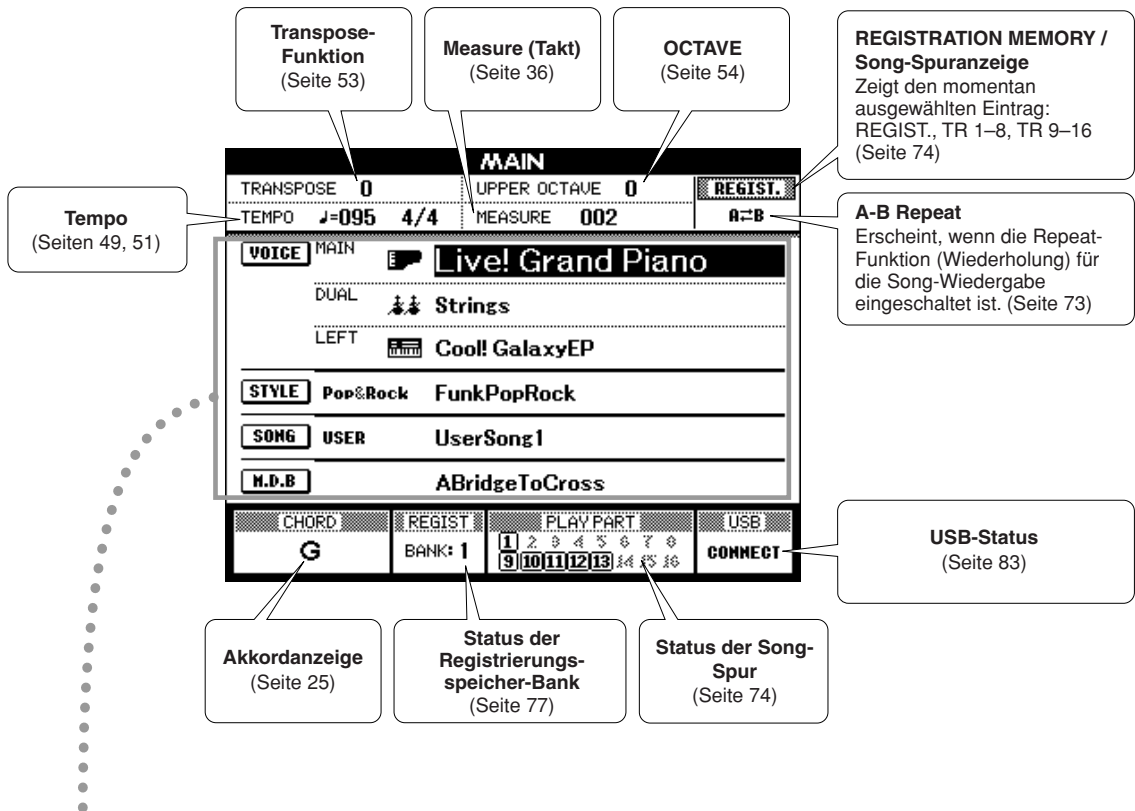 Transpose-
Funktion
(Seite 53)
Measure (Takt)
(Seite 36)
OCTAVE
(Seite 54)
REGISTRATION MEMORY /
Song-Spuranzeige
Zeigt den momentan
ausgewählten Eintrag:
REGIST., TR 1–8, TR 9–16
(Seite 74)
Tempo
(Seiten 49, 51)
A-B Repeat
Erscheint, wenn die Repeat-
Funktion (Wiederholung) für
die Song-Wiedergabe
eingeschaltet ist. (Seite 73)
MAIN
TRANSPOSE 0 UPPER OCTAVE 0 REGIST.
TEMPO ♩=095 4/4 MEASURE 002 A⇄B
VOICE MAIN Live! Grand Piano
DUAL Strings
LEFT Cool! GalaxyEP
STYLE Pop&Rock FunkPopRock
SONG USER UserSong1
M.D.B ABridgeToCross
CHORD REGIST PLAY PART USB
G BANK: 1 1 2 3 4 5 6 7 8 CONNECT
9 10 11 12 13 14 15 16
USB-Status
(Seite 83)
Akkordanzeige
(Seite 25)
Status der
Registrierungs-
speicher-Bank
(Seite 77)
Status der Song-
Spur
(Seite 74)